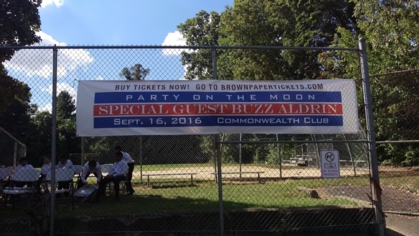 BUY TICKETS NOW! GO TO BROWNPAPERTICKETS.COM
PARTY ON THE MOON
SPECIAL GUEST BUZZ ALDRIN
SEPT. 16, 2016 COMMONWEALTH CLUB